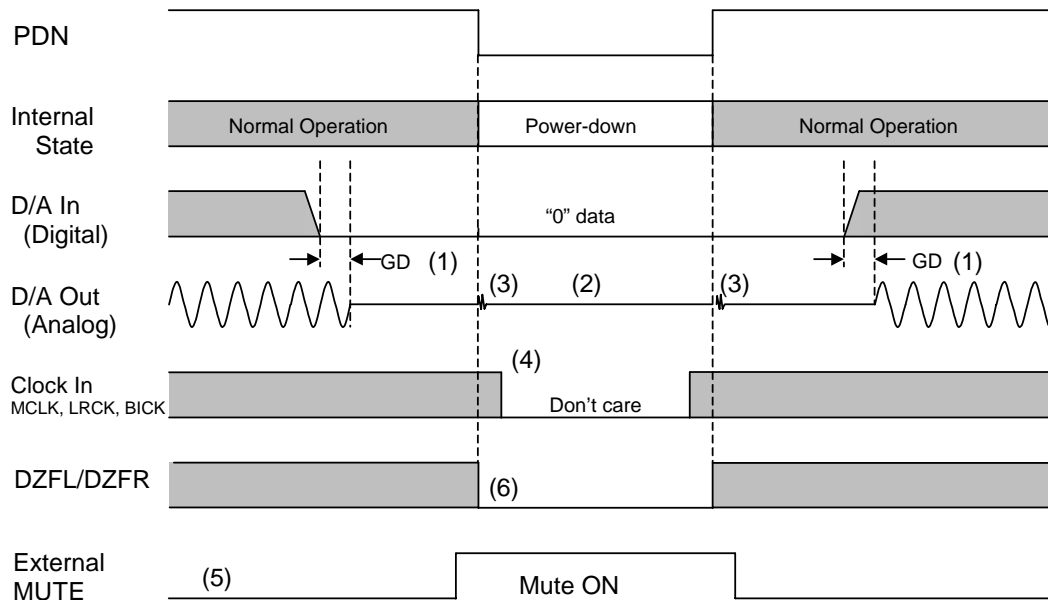 PDN
Internal
State
Normal Operation
Power-down
Normal Operation
D/A In
(Digital)
“0” data
GD
(1)
GD
(1)
D/A Out
(Analog)
(3)
(2)
(3)
Clock In
MCLK, LRCK, BICK
(4)
Don’t care
DZFL/DZFR
(6)
External
MUTE
(5)
Mute ON